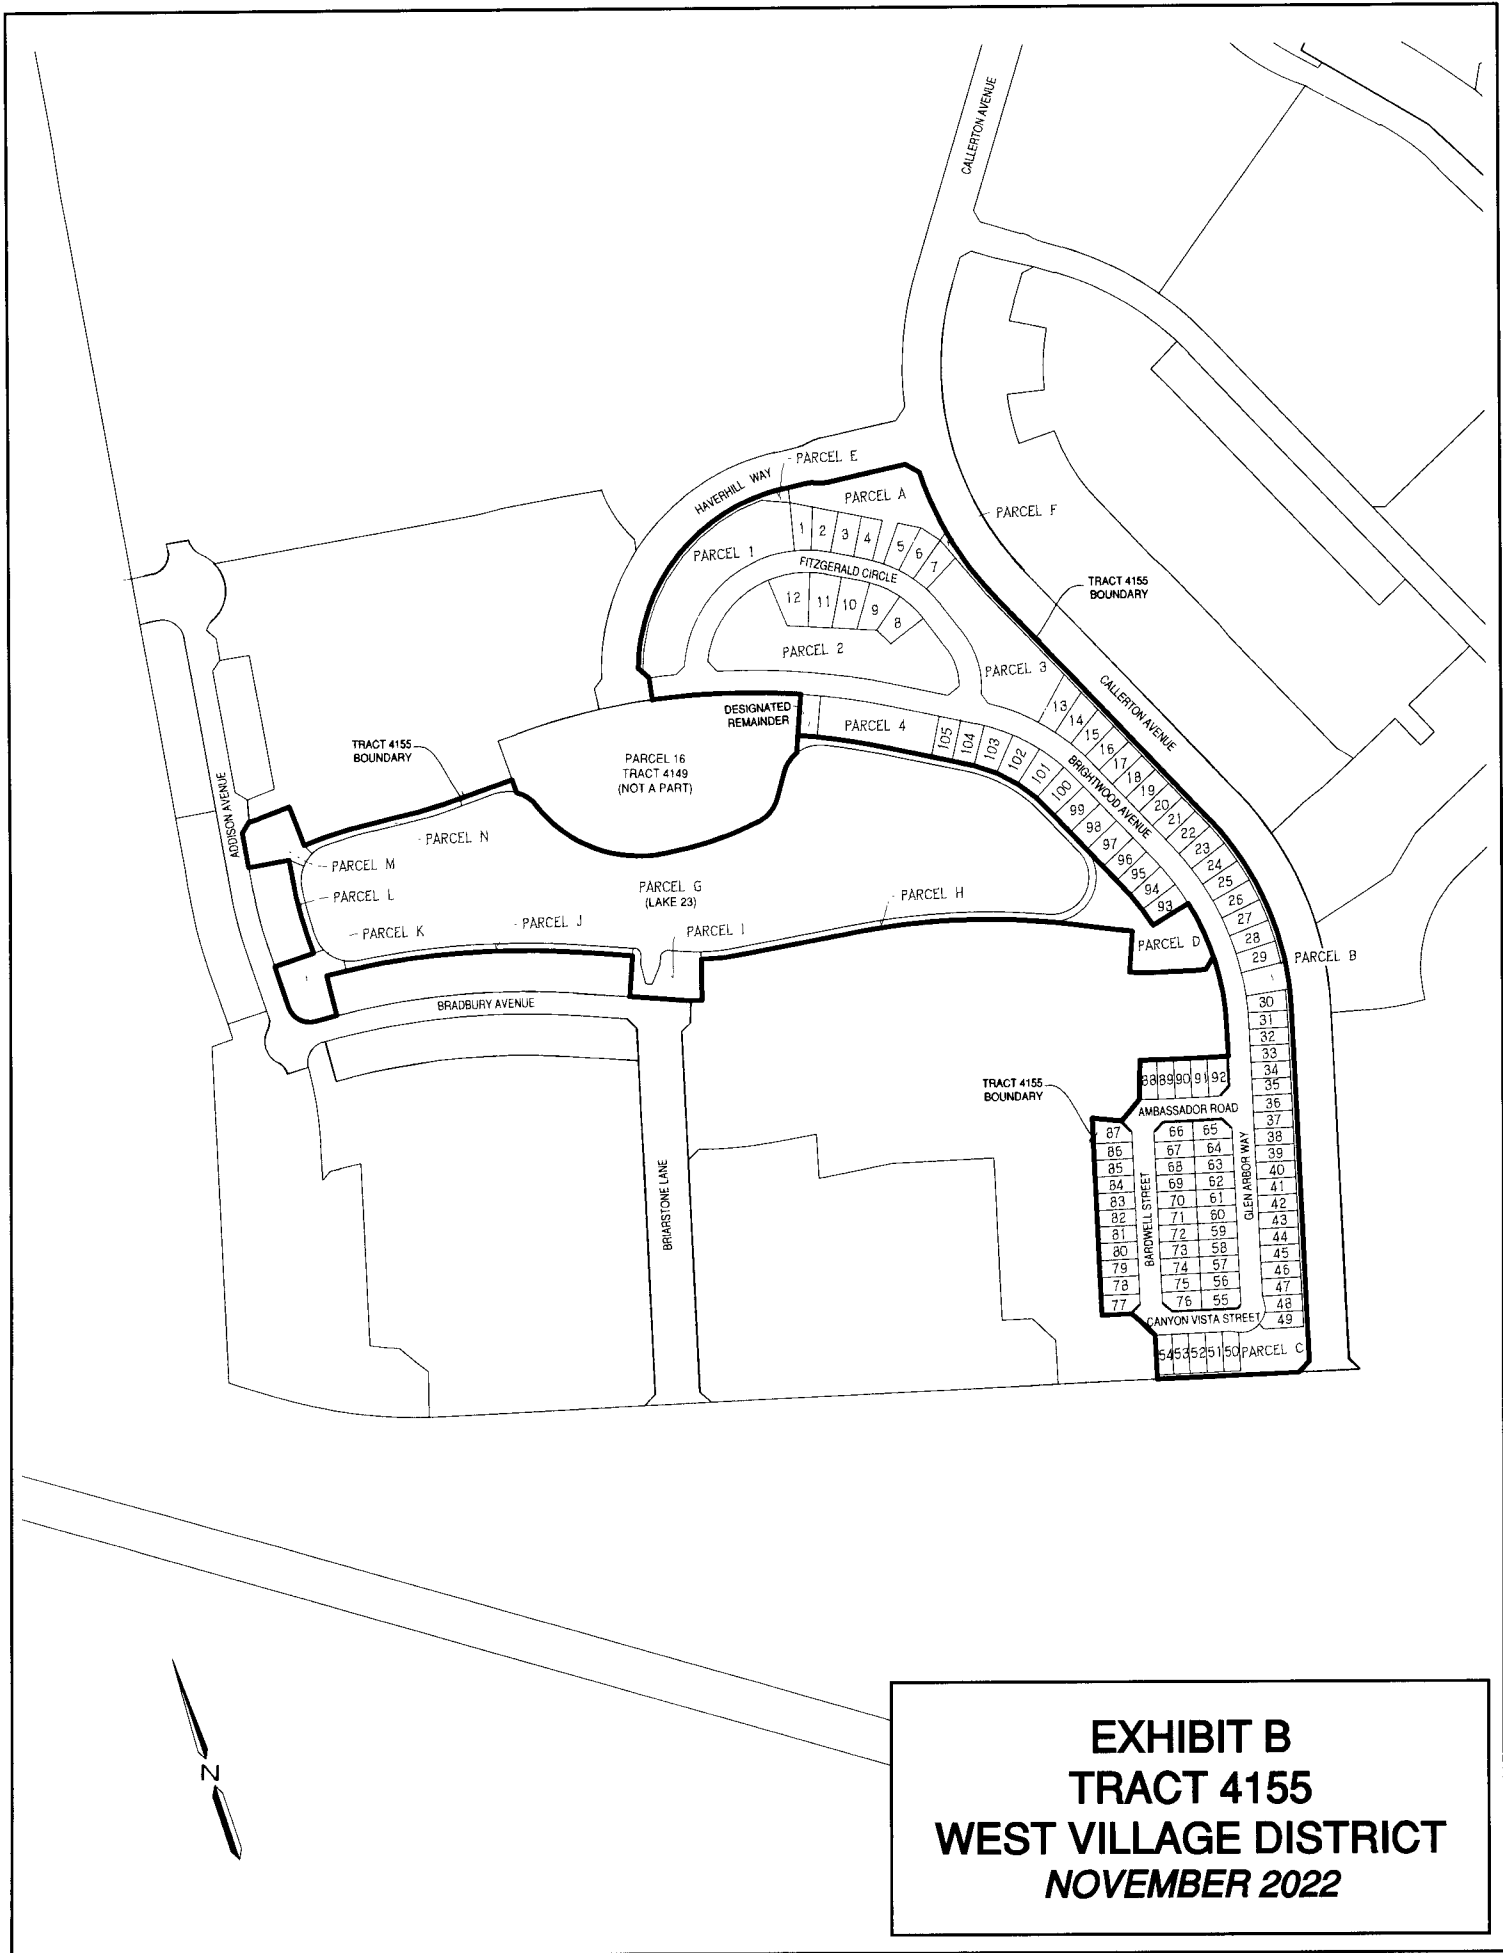 CALLERTON AVENUE
PARCEL E
HAVERHILL WAY
PARCEL A
PARCEL F
1
2
3
4
5
6
7
PARCEL 1
FITZGERALD CIRCLE
TRACT 4155
BOUNDARY
12
11
10
9
8
PARCEL 2
PARCEL 3
CALLERTON AVENUE
DESIGNATED
REMAINDER
PARCEL 4
105
104
103
102
101
100
99
98
97
96
95
94
93
BRIGHTWOOD AVENUE
13
14
15
16
17
18
19
20
21
22
23
24
25
26
27
28
29
TRACT 4155
BOUNDARY
PARCEL 16
TRACT 4149
(NOT A PART)
ADDISON AVENUE
PARCEL N
PARCEL M
PARCEL L
PARCEL K
PARCEL J
PARCEL G
(LAKE 23)
PARCEL I
PARCEL H
PARCEL D
PARCEL B
BRADBURY AVENUE
BRIARSTONE LANE
30
31
32
33
34
35
36
37
38
39
40
41
42
43
44
45
46
47
48
49
TRACT 4155
BOUNDARY
88
89
90
91
92
AMBASSADOR ROAD
87
86
85
84
83
82
81
80
79
78
77
BARDWELL STREET
66
65
67
64
68
63
69
62
70
61
71
60
72
59
73
58
74
57
75
56
76
55
GLEN ARBOR WAY
CANYON VISTA STREET
54
53
52
51
50
PARCEL C
N
EXHIBIT B
TRACT 4155
WEST VILLAGE DISTRICT
NOVEMBER 2022